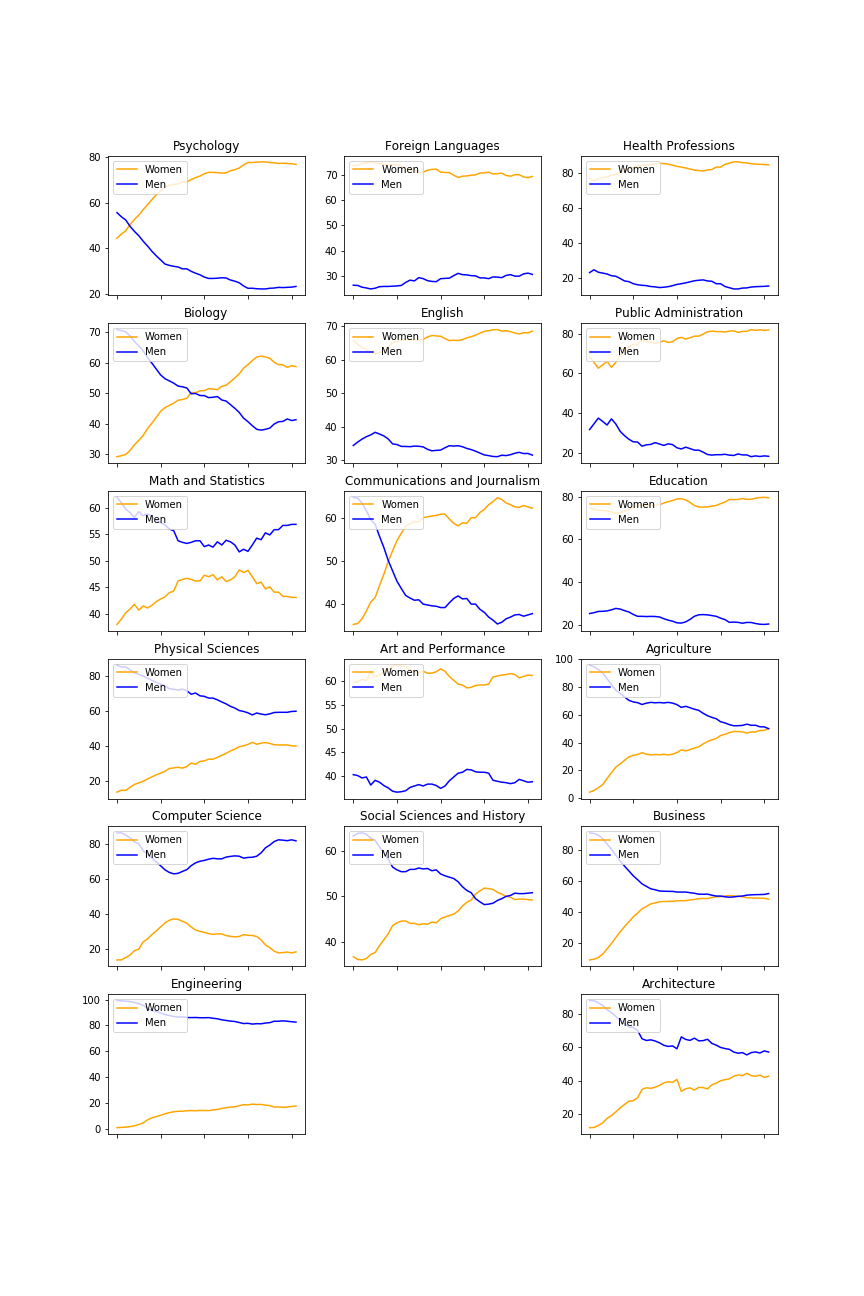 Psychology
80
60
40
20
Women
Men
Foreign Languages
70
60
50
40
30
Women
Men
Health Professions
80
60
40
20
Women
Men
Biology
70
60
50
40
30
Women
Men
English
70
60
50
40
30
Women
Men
Public Administration
80
60
40
20
Women
Men
Math and Statistics
60
55
50
45
40
Women
Men
Communications and Journalism
60
50
40
Women
Men
Education
80
60
40
20
Women
Men
Physical Sciences
80
60
40
20
Women
Men
Art and Performance
60
55
50
45
40
Women
Men
Agriculture
100
80
60
40
20
0
Women
Men
Computer Science
80
60
40
20
Women
Men
Social Sciences and History
60
50
40
Women
Men
Business
80
60
40
20
Women
Men
Engineering
100
80
60
40
20
0
Women
Men
Architecture
80
60
40
20
Women
Men